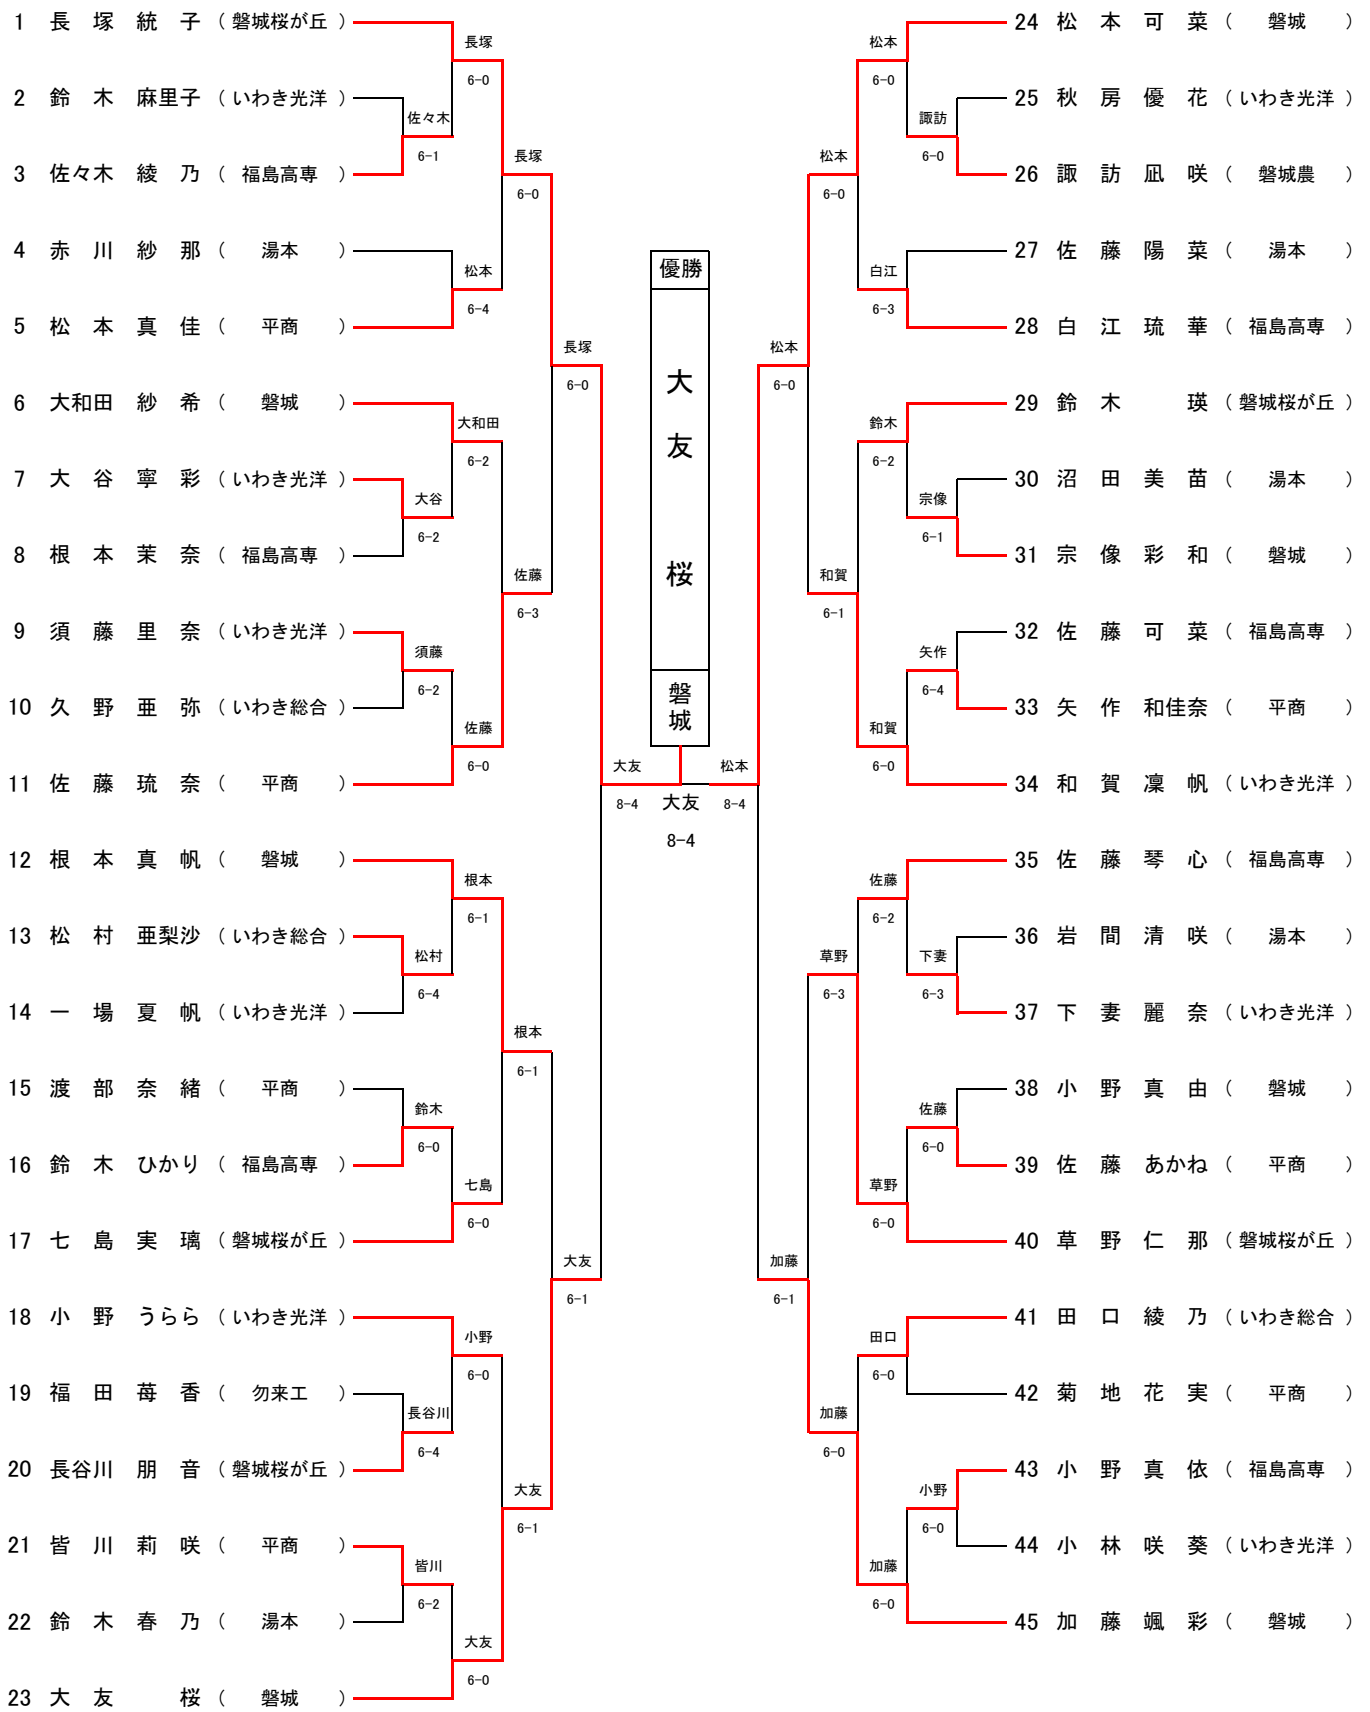 1 長塚統子 (磐城桜が丘)
長塚
6-0
2 鈴木麻里子 (いわき光洋)
佐々木
6-1
3 佐々木綾乃 (福島高専)
長塚
6-0
4 赤川紗那 (湯本)
松本
6-4
5 松本真佳 (平商)
長塚
6-0
6 大和田紗希 (磐城)
大和田
6-2
7 大谷寧彩 (いわき光洋)
大谷
6-2
8 根本茉奈 (福島高専)
佐藤
6-3
9 須藤里奈 (いわき光洋)
須藤
6-2
10 久野亜弥 (いわき総合)
佐藤
6-0
11 佐藤琉奈 (平商)
大友
8-4
12 根本真帆 (磐城)
根本
6-1
13 松村亜梨沙 (いわき総合)
松村
6-4
14 一場夏帆 (いわき光洋)
根本
6-1
15 渡部奈緒 (平商)
鈴木
6-0
16 鈴木ひかり (福島高専)
七島
6-0
17 七島実璃 (磐城桜が丘)
大友
6-1
18 小野うらら (いわき光洋)
小野
6-0
19 福田苺香 (勿来工)
長谷川
6-4
20 長谷川朋音 (磐城桜が丘)
大友
6-1
21 皆川莉咲 (平商)
皆川
6-2
22 鈴木春乃 (湯本)
大友
6-0
23 大友桜 (磐城)
優勝
大友桜
磐城
大友
8-4
24 松本可菜 (磐城)
松本
6-0
25 秋房優花 (いわき光洋)
諏訪
6-0
26 諏訪凪咲 (磐城農)
松本
6-0
27 佐藤陽菜 (湯本)
白江
6-3
28 白江琉華 (福島高専)
松本
6-0
29 鈴木瑛 (磐城桜が丘)
鈴木
6-2
30 沼田美苗 (湯本)
宗像
6-1
31 宗像彩和 (磐城)
和賀
6-1
32 佐藤可菜 (福島高専)
矢作
6-4
33 矢作和佳奈 (平商)
和賀
6-0
34 和賀凜帆 (いわき光洋)
松本
8-4
35 佐藤琴心 (福島高専)
佐藤
6-2
36 岩間清咲 (湯本)
下妻
6-3
37 下妻麗奈 (いわき光洋)
草野
6-3
38 小野真由 (磐城)
佐藤
6-0
39 佐藤あかね (平商)
草野
6-0
40 草野仁那 (磐城桜が丘)
加藤
6-1
41 田口綾乃 (いわき総合)
田口
6-0
42 菊地花実 (平商)
加藤
6-0
43 小野真依 (福島高専)
小野
6-0
44 小林咲葵 (いわき光洋)
加藤
6-0
45 加藤颯彩 (磐城)